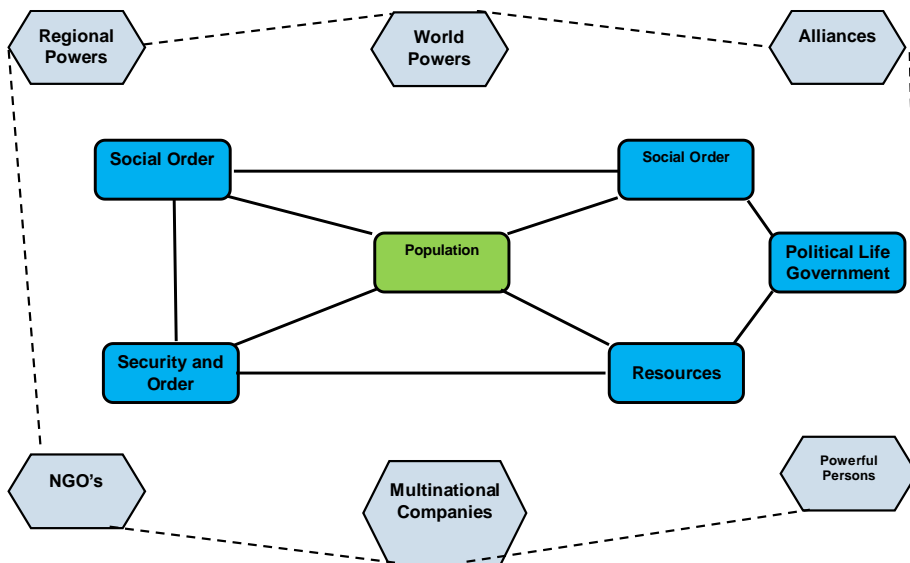 Regional
Powers
World
Powers
Alliances
Social Order
Social Order
Population
Political Life
Government
Security and
Order
Resources
NGO's
Multinational
Companies
Powerful
Persons